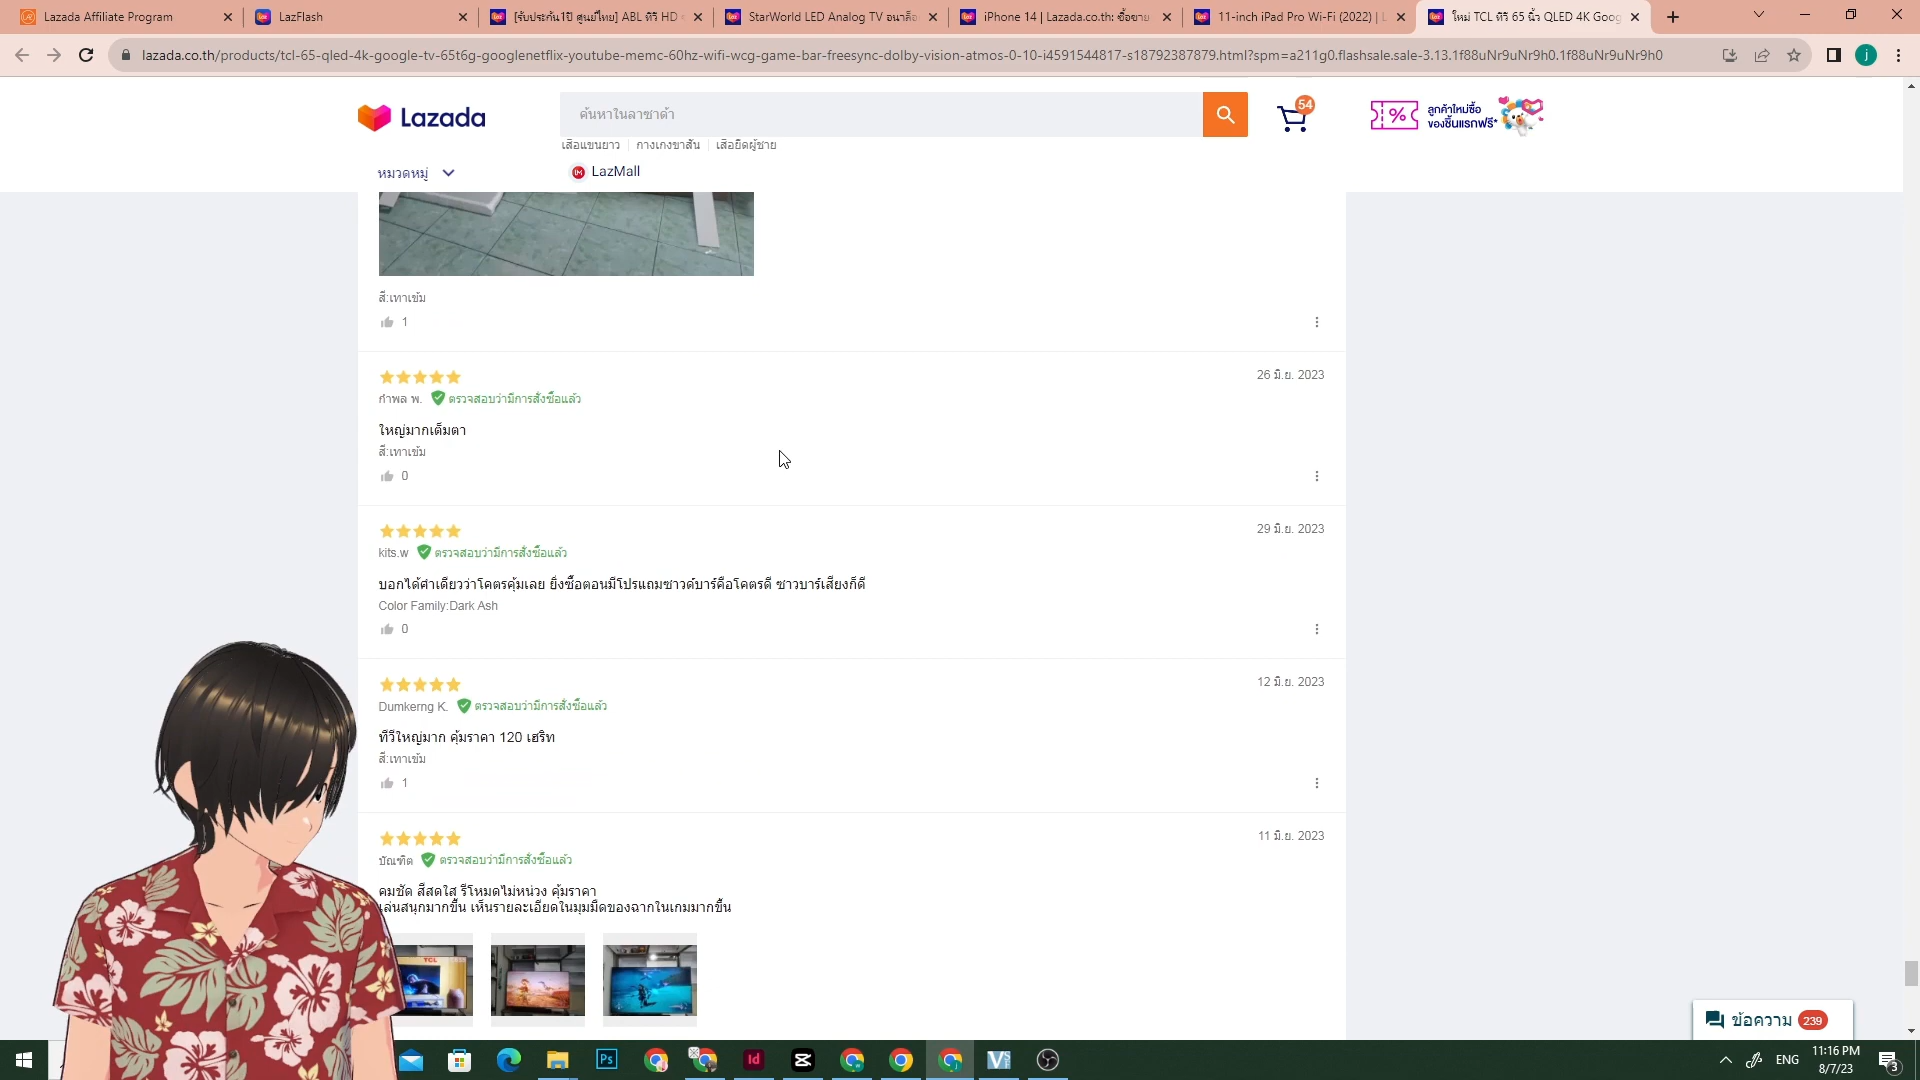 Lazada Affiliate Program
LazFlash
[รับประกัน1ปี ศูนย์ไทย] ABL ทีวี HD
StarWorld LED Analog TV อนาล็อ
iPhone 14 | Lazada.co.th: ซื้อขาย
11-inch iPad Pro Wi-Fi (2022) | L
ใหม่ TCL ทีวี 65 นิ้ว QLED 4K Goog
lazada.co.th/products/tcl-65-qled-4k-google-tv-65t6g-googlenetflix-youtube-memc-60hz-wifi-wcg-game-bar-freesync-dolby-vision-atmos-0-10-i4591544817-s18792387879.html?spm=a211g0.flashsale.sale-3.13.1f88uNr9uNr9h0.1f88uNr9uNr9h0
j
Lazada
ค้นหาในลาซาด้า
54
%
ลูกค้าใหม่ซื้อ
ของชิ้นแรกฟรี*
เสื้อแขนยาว กางเกงขาสั้น เสื้อยืดผู้ชาย
หมวดหมู่
LazMall
สี:เทาเข้ม
1
26 มิ.ย. 2023
กำพล พ. ตรวจสอบว่ามีการสั่งซื้อแล้ว
ใหญ่มากเต็มตา
สี:เทาเข้ม
0
29 มิ.ย. 2023
kits.w ตรวจสอบว่ามีการสั่งซื้อแล้ว
บอกได้คำเดียวว่าโคตรคุ้มเลย ยิ่งซื้อตอนมีโปรแถมซาวด์บาร์คือโคตรดี ซาวบาร์เสียงก็ดี
Color Family:Dark Ash
0
12 มิ.ย. 2023
Dumkerng K. ตรวจสอบว่ามีการสั่งซื้อแล้ว
ทีวีใหญ่มาก คุ้มราคา 120 เฮริท
สี:เทาเข้ม
1
11 มิ.ย. 2023
บัณฑิต ตรวจสอบว่ามีการสั่งซื้อแล้ว
คมชัด สีสดใส รีโหมดไม่หน่วง คุ้มราคา
เล่นสนุกมากขึ้น เห็นรายละเอียดในมุมมืดของฉากในเกมมากขึ้น
TCL
ข้อความ 239
Ps
Id
ENG
11:16 PM
8/7/23
3